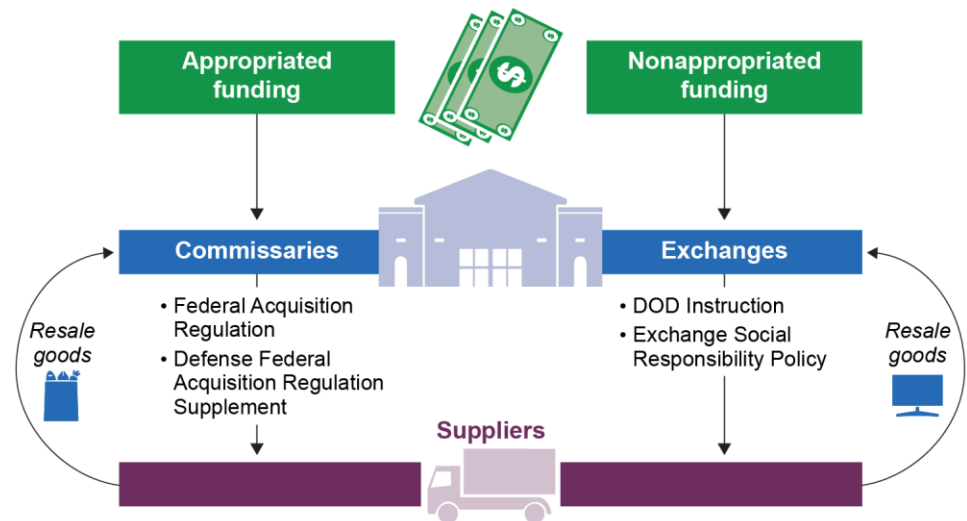 Appropriated
funding
Nonappropriated
funding
$
Commissaries
Exchanges
• Federal Acquisition
Regulation
• Defense Federal
Acquisition Regulation
Supplement
• DOD Instruction
• Exchange Social
Responsibility Policy
Resale
goods
Resale
goods
Suppliers